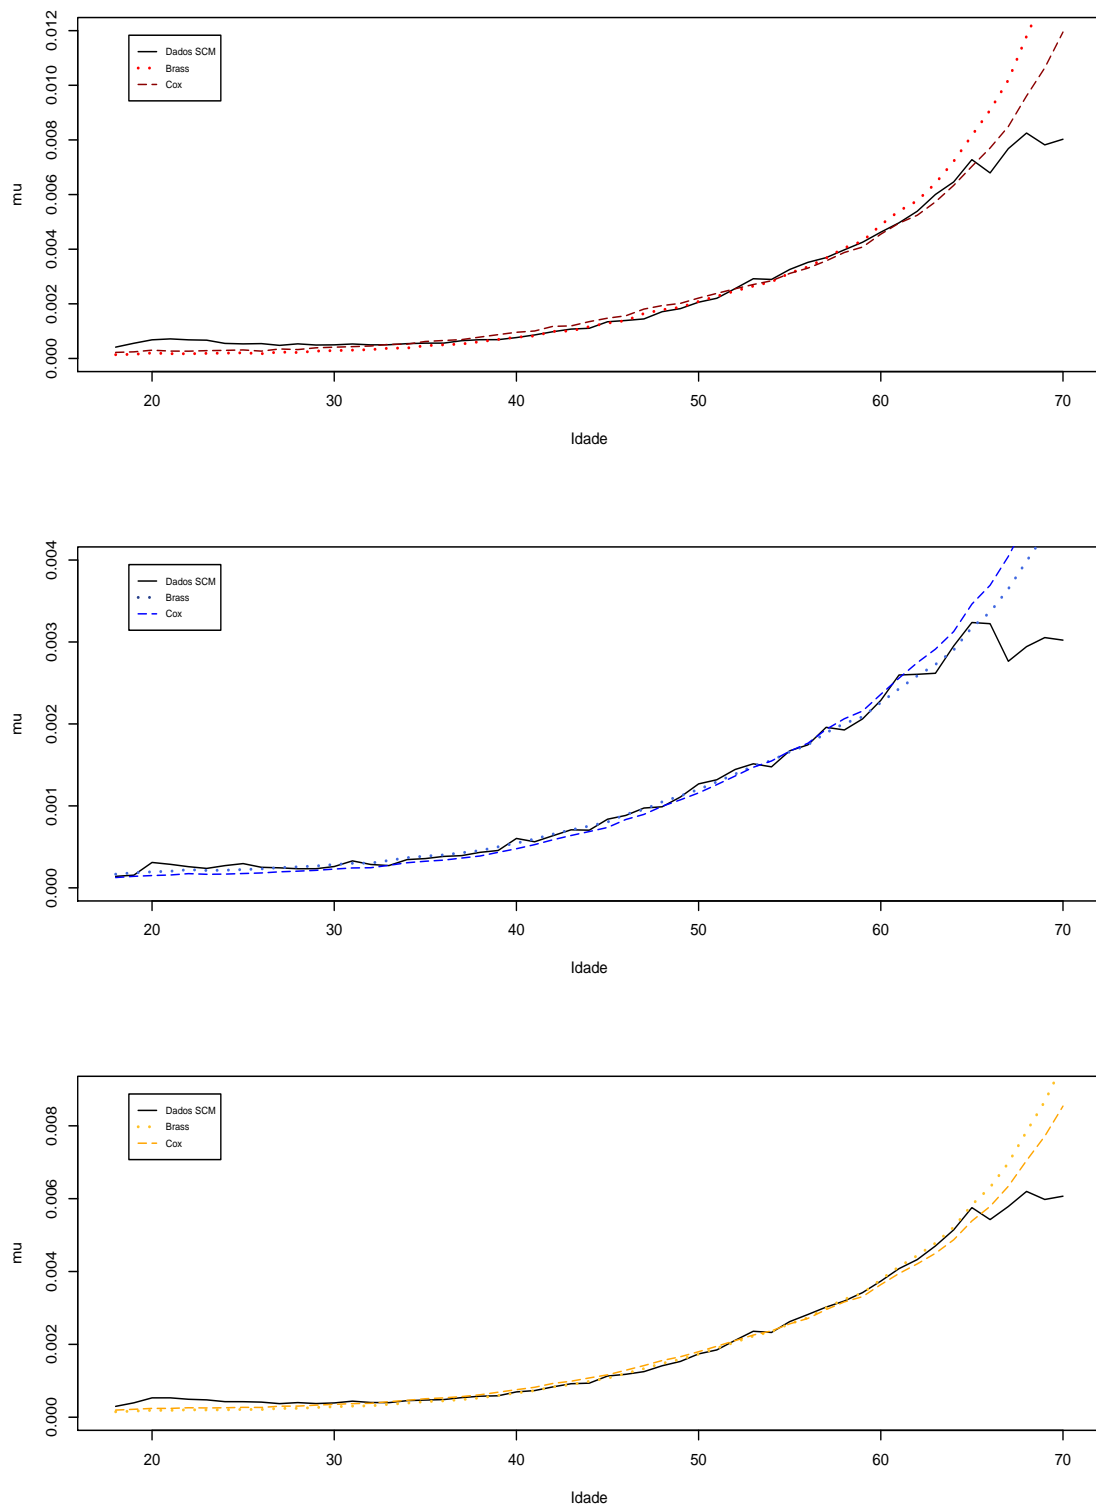 mu
0.000 0.002 0.004 0.006 0.008 0.010 0.012
Dados SCM
Brass
Cox
20 30 40 50 60 70
Idade
mu
0.000 0.001 0.002 0.003 0.004
Dados SCM
Brass
Cox
20 30 40 50 60 70
Idade
mu
0.000 0.002 0.004 0.006 0.008
Dados SCM
Brass
Cox
20 30 40 50 60 70
Idade